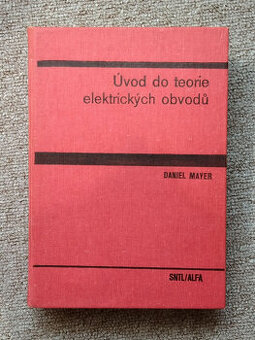 Úvod do teorie
elektrických obvodů
DANIEL MAYER
SNTL/ALFA